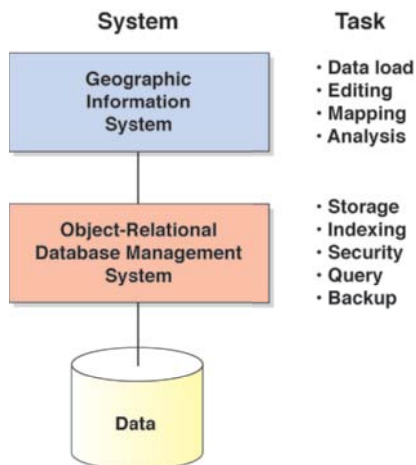 System
Task
Geographic
Information
System
• Data load
• Editing
• Mapping
• Analysis
Object-Relational
Database Management
System
• Storage
• Indexing
• Security
• Query
• Backup
Data